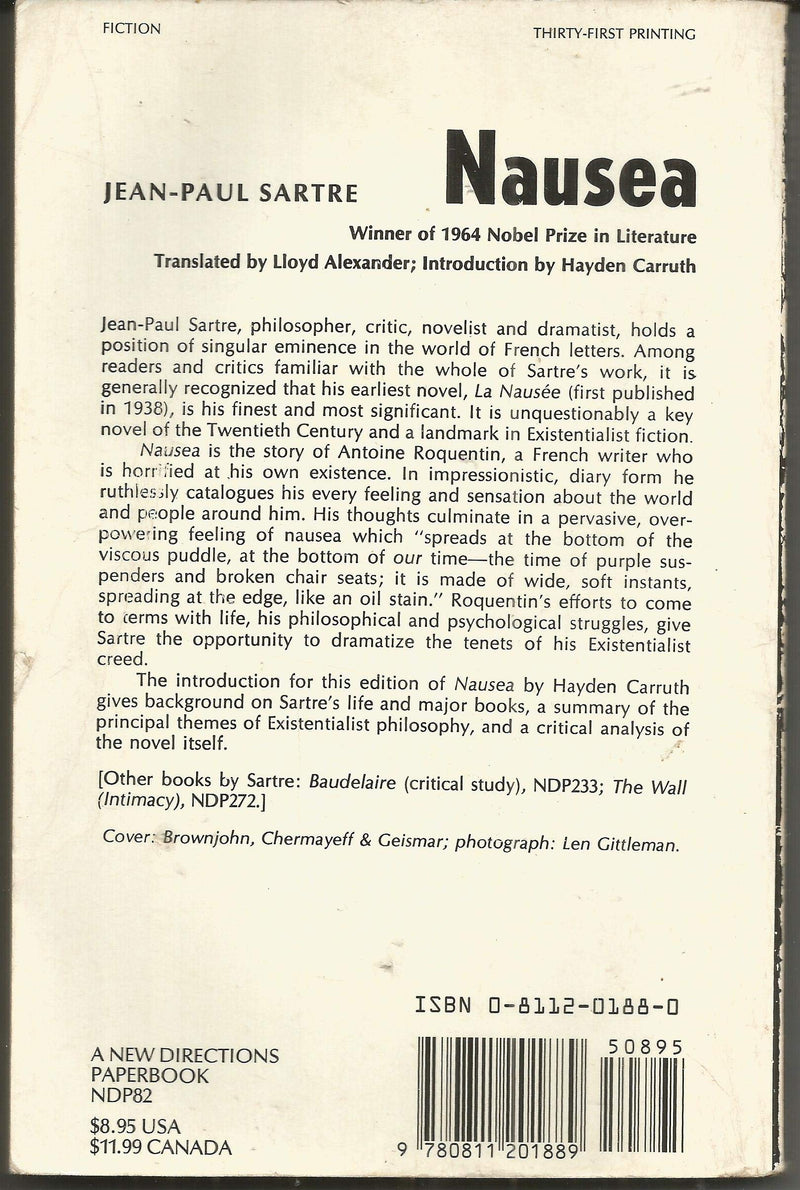 FICTION
THIRTY-FIRST PRINTING
JEAN-PAUL SARTRE
Nausea
Winner of 1964 Nobel Prize in Literature
Translated by Lloyd Alexander; Introduction by Hayden Carruth
Jean-Paul Sartre, philosopher, critic, novelist and dramatist, holds a
position of singular eminence in the world of French letters. Among
readers and critics familiar with the whole of Sartre's work, it is
generally recognized that his earliest novel, La Nausée (first published
in 1938), is his finest and most significant. It is unquestionably a key
novel of the Twentieth Century and a landmark in Existentialist fiction.
Nausea is the story of Antoine Roquentin, a French writer who
is horrified at his own existence. In impressionistic, diary form he
ruthlessly catalogues his every feeling and sensation about the world
and people around him. His thoughts culminate in a pervasive, over-
powering feeling of nausea which "spreads at the bottom of the
viscous puddle, at the bottom of our time—the time of purple sus-
penders and broken chair seats; it is made of wide, soft instants,
spreading at the edge, like an oil stain." Roquentin's efforts to come
to terms with life, his philosophical and psychological struggles, give
Sartre the opportunity to dramatize the tenets of his Existentialist
creed.
The introduction for this edition of Nausea by Hayden Carruth
gives background on Sartre's life and major books, a summary of the
principal themes of Existentialist philosophy, and a critical analysis of
the novel itself.
[Other books by Sartre: Baudelaire (critical study), NDP233; The Wall
(Intimacy), NDP272.]
Cover: Brownjohn, Chermayeff & Geismar; photograph: Len Gittleman.
ISBN 0-8112-0188-0
50895
A NEW DIRECTIONS
PAPERBOOK
NDP82
$8.95 USA
$11.99 CANADA
9 780811 201889